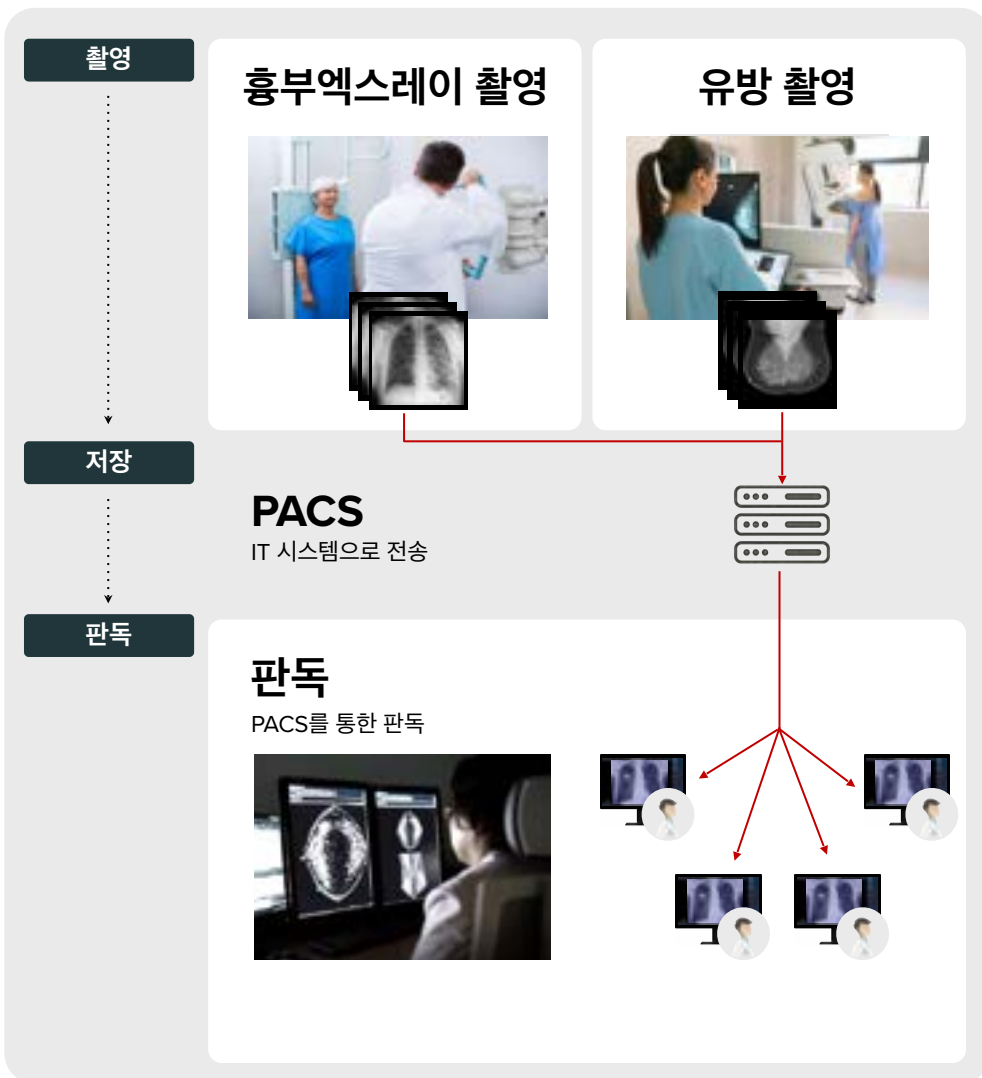 촬영
흉부엑스레이 촬영
유방 촬영
저장
PACS
IT 시스템으로 전송
판독
판독
PACS를 통한 판독